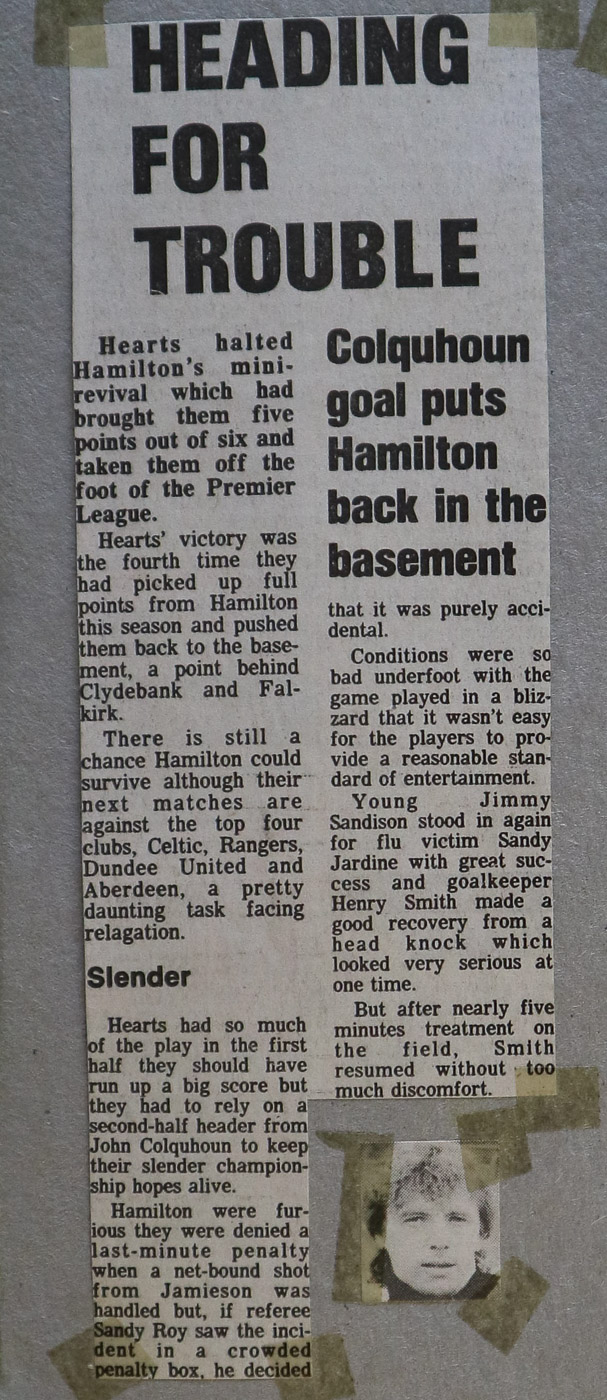 HEADING
FOR
TROUBLE
Hearts halted
Hamilton's mini-
revival which had
brought them five
points out of six and
taken them off the
foot of the Premier
League.
Hearts' victory was
the fourth time they
had picked up full
points from Hamilton
this season and pushed
them back to the base-
ment, a point behind
Clydebank and Fal-
kirk.
There is still a
chance Hamilton could
survive although their
next matches are
against the top four
clubs, Celtic, Rangers,
Dundee United and
Aberdeen, a pretty
daunting task facing
relagation.
Slender
Hearts had so much
of the play in the first
half they should have
run up a big score but
they had to rely on a
second-half header from
John Colquhoun to keep
their slender champion-
ship hopes alive.
Hamilton were fur-
ious they were denied a
last-minute penalty
when a net-bound shot
from Jamieson was
handled but, if referee
Sandy Roy saw the inci-
dent in a crowded
penalty box, he decided
Colquhoun
goal puts
Hamilton
back in the
basement
that it was purely acci-
dental.
Conditions were so
bad underfoot with the
game played in a bliz-
zard that it wasn't easy
for the players to pro-
vide a reasonable stan-
dard of entertainment.
Young Jimmy
Sandison stood in again
for flu victim Sandy
Jardine with great suc-
cess and goalkeeper
Henry Smith made a
good recovery from a
head knock which
looked very serious at
one time.
But after nearly five
minutes treatment on
the field, Smith
resumed without too
much discomfort.